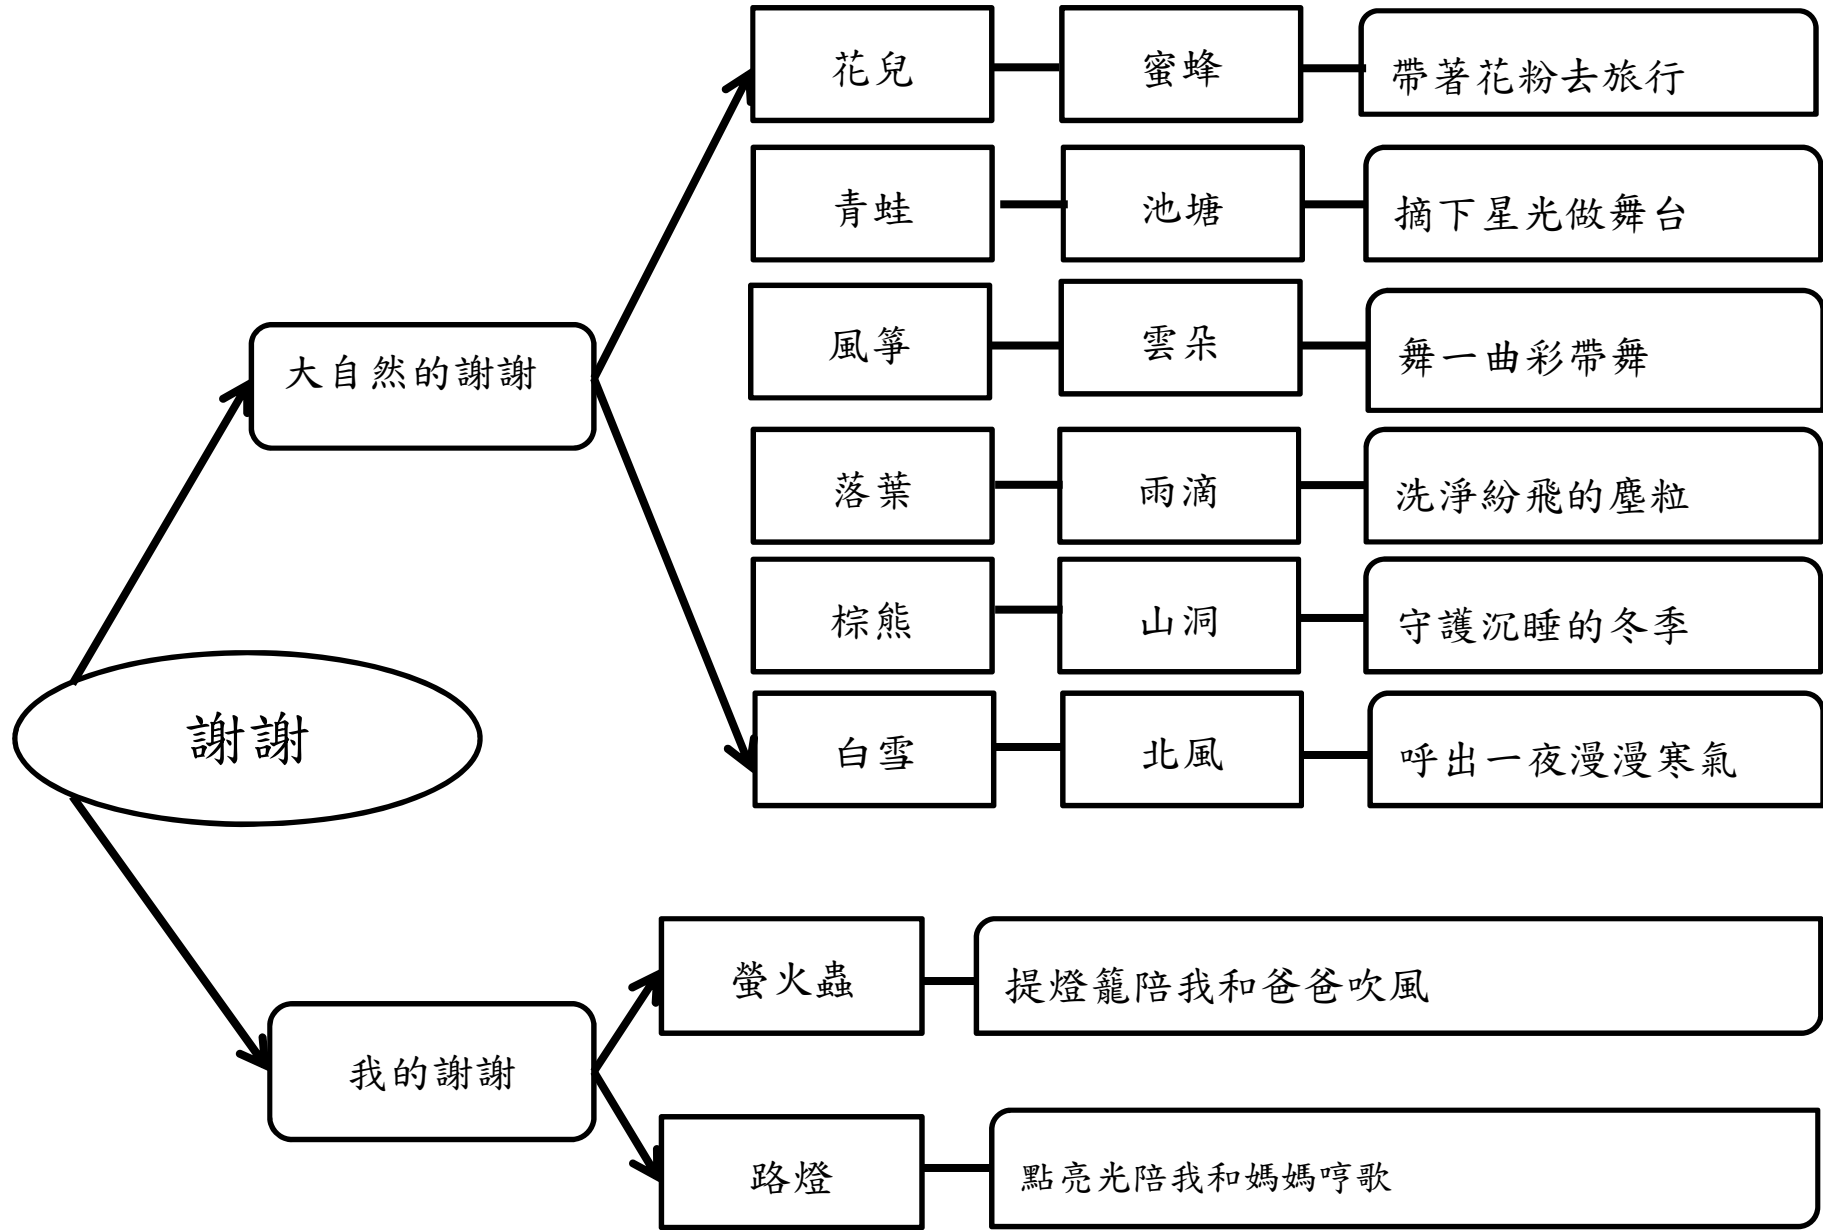 花兒
蜜蜂
帶著花粉去旅行
青蛙
池塘
摘下星光做舞台
風箏
雲朵
舞一曲彩帶舞
大自然的謝謝
落葉
雨滴
洗淨紛飛的塵粒
棕熊
山洞
守護沉睡的冬季
謝謝
白雪
北風
呼出一夜漫漫寒氣
螢火蟲
提燈籠陪我和爸爸吹風
我的謝謝
路燈
點亮光陪我和媽媽哼歌